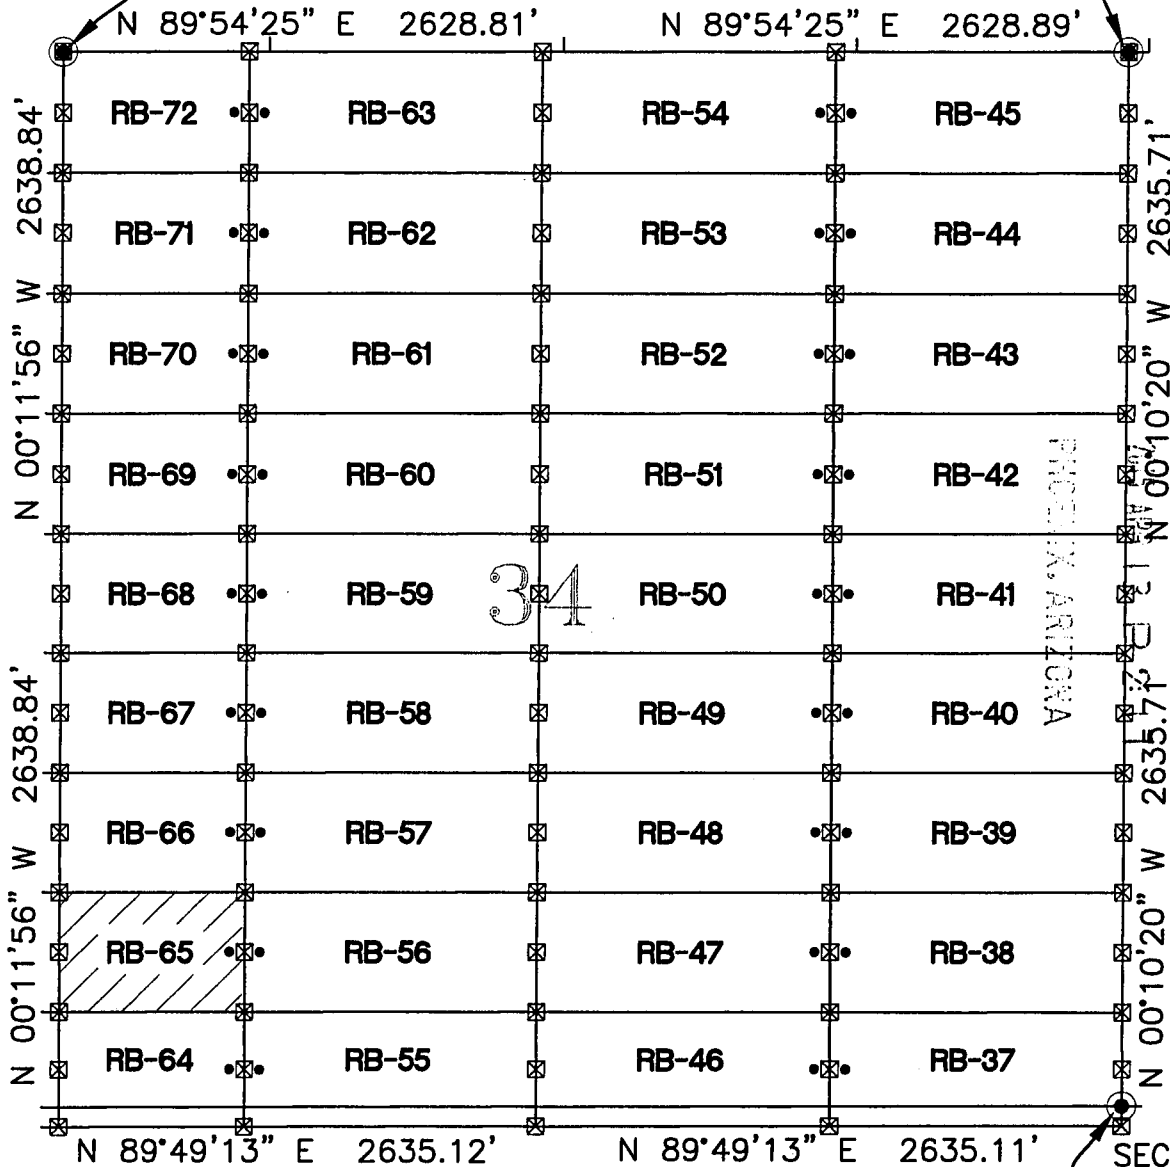 N 89°54'25" E 2628.81' N 89°54'25" E 2628.89'
RB-72 RB-63 RB-54 RB-45
RB-71 RB-62 RB-53 RB-44
RB-70 RB-61 RB-52 RB-43
RB-69 RB-60 RB-51 RB-42
RB-68 RB-59 RB-50 RB-41
34
RB-67 RB-58 RB-49 RB-40
RB-66 RB-57 RB-48 RB-39
RB-65 RB-56 RB-47 RB-38
RB-64 RB-55 RB-46 RB-37
N 89°49'13" E 2635.12' N 89°49'13" E 2635.11'
SEC
N 00°11'56" W 2638.84'
N 00°11'56" W 2638.84'
N 00°10'20" W 2635.71'
N 00°10'20" W 2635.71'
PHOENIX, ARIZONA